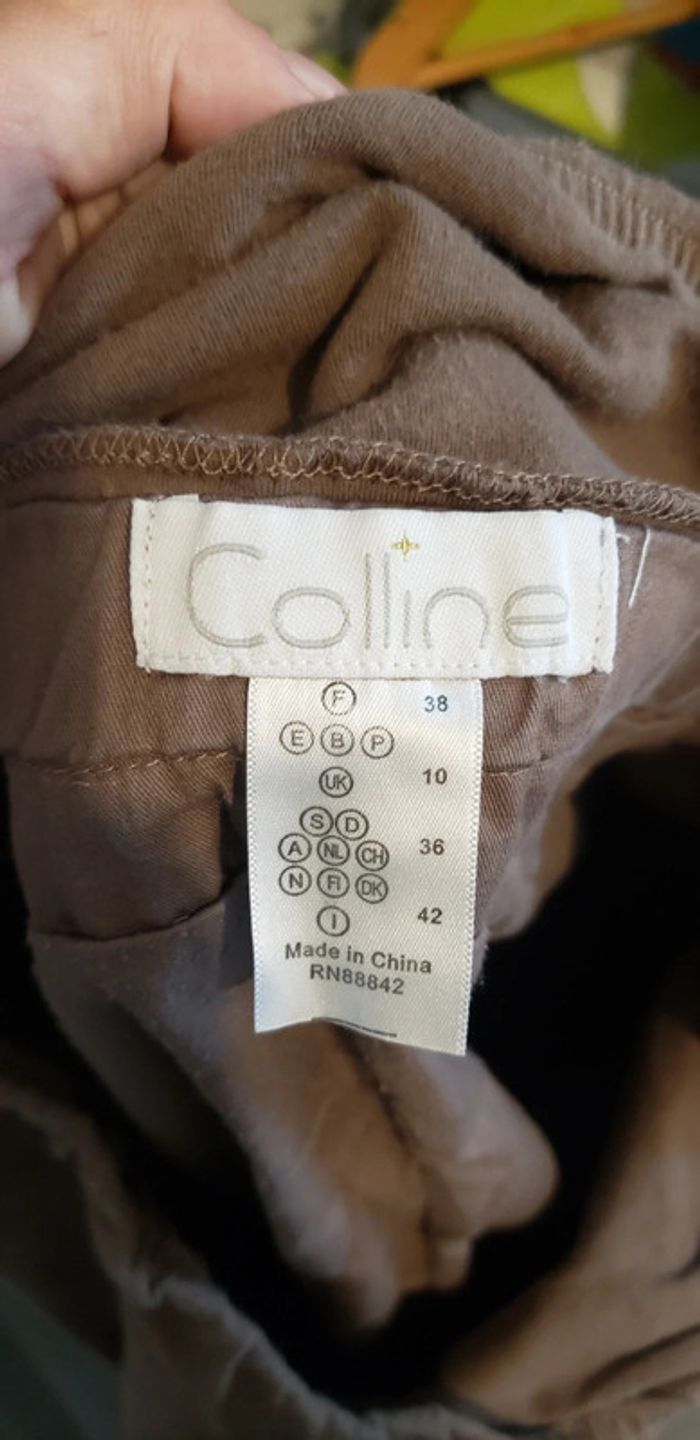 Colline
F 38
E B P
UK 10
S D
A NL CH 36
N FI DK
I 42
Made in China
RN88842